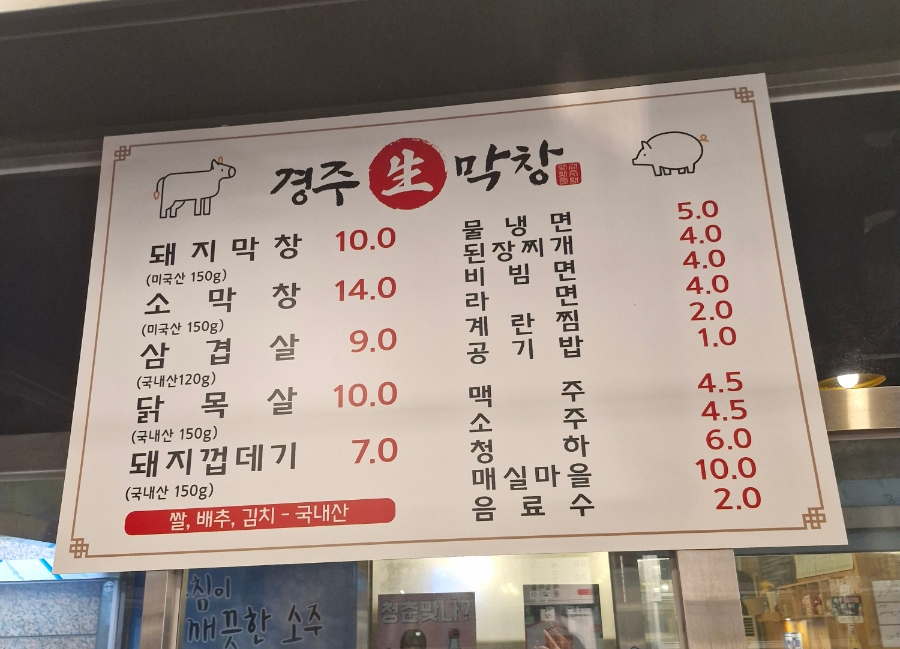 경주 生 막창
돼지막창 10.0
(미국산 150g)
소막창 14.0
(미국산 150g)
삼겹살 9.0
(국내산120g)
닭목살 10.0
(국내산 150g)
돼지껍데기 7.0
(국내산 150g)
쌀, 배추, 김치 - 국내산
물냉면 5.0
된장찌개 4.0
비빔면 4.0
라면 4.0
계란찜 2.0
공기밥 1.0
맥주 4.5
소주 4.5
청하 6.0
매실마을 10.0
음료수 2.0
깨끗한 소주
청춘맞나?